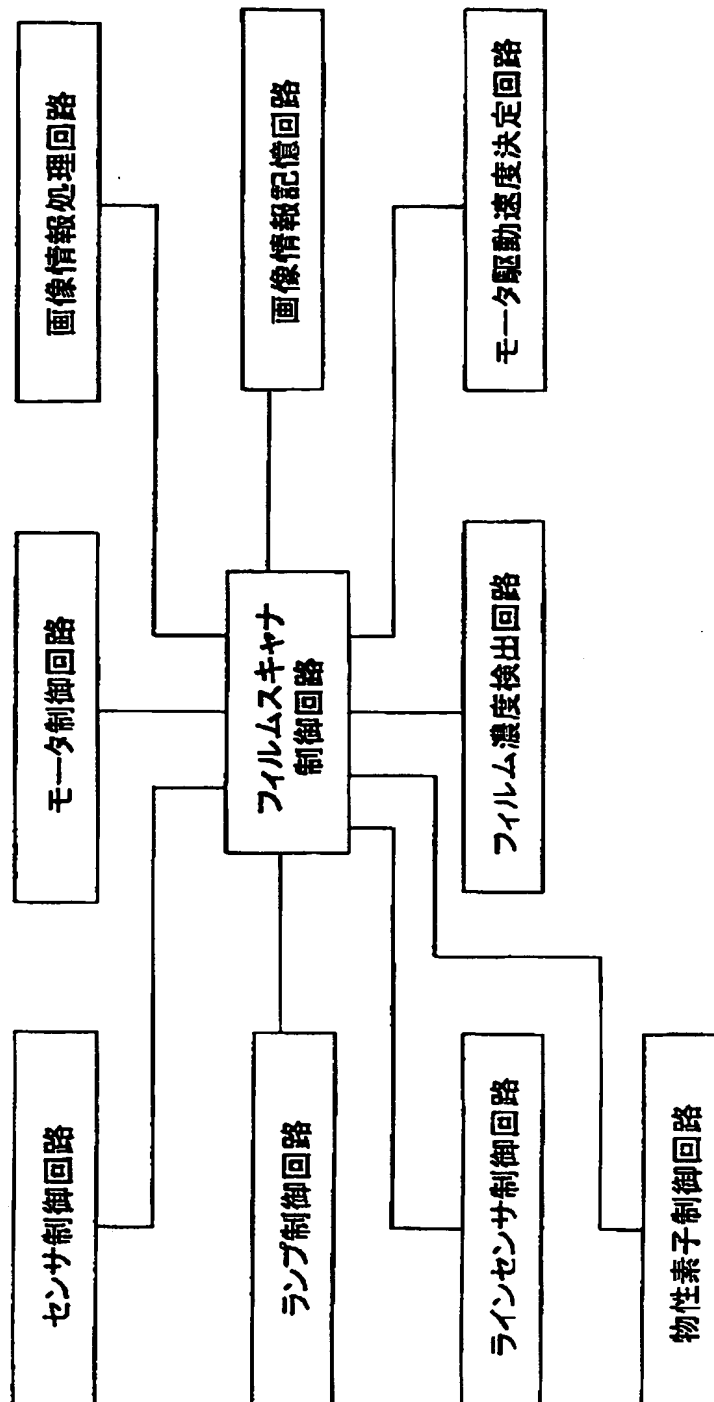 センサ制御回路
モータ制御回路
画像情報処理回路
ランプ制御回路
フィルムスキャナ
制御回路
画像情報記憶回路
ラインセンサ制御回路
フィルム濃度検出回路
モータ駆動速度決定回路
物性素子制御回路